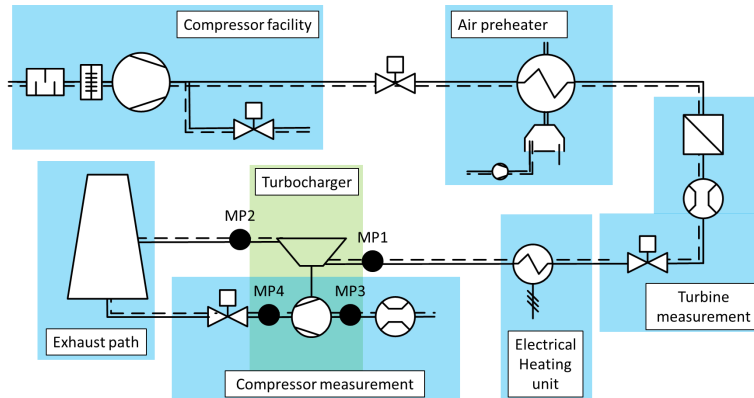 Compressor facility
Air preheater
Turbocharger
MP2
MP1
MP4
MP3
Exhaust path
Compressor measurement
Electrical
Heating
unit
Turbine
measurement